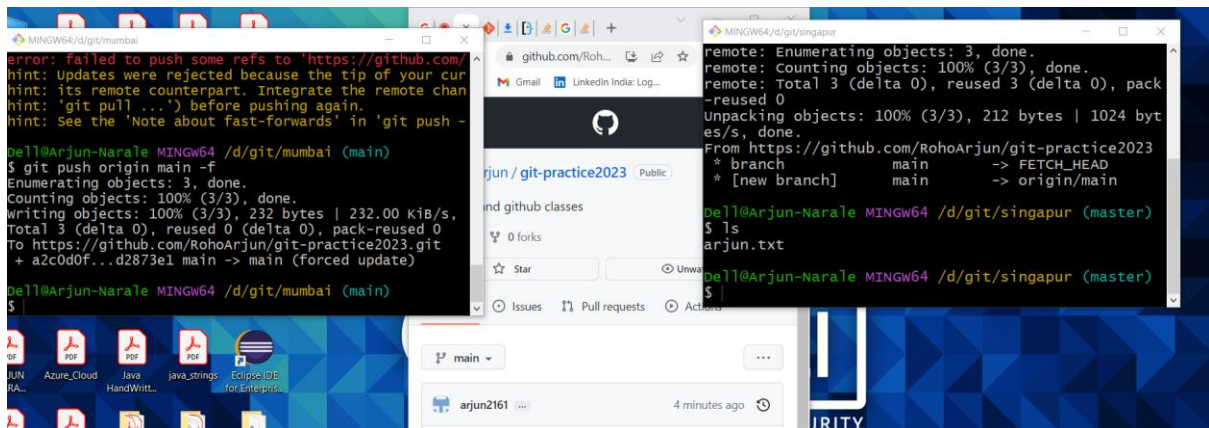 MINGW64:/d/git/mumbai
error: failed to push some refs to 'https://github.com/
hint: Updates were rejected because the tip of your cur
hint: its remote counterpart. Integrate the remote chan
hint: 'git pull ...') before pushing again.
hint: See the 'Note about fast-forwards' in 'git push -
Dell@Arjun-Narale MINGW64 /d/git/mumbai (main)
$ git push origin main -f
Enumerating objects: 3, done.
Counting objects: 100% (3/3), done.
Writing objects: 100% (3/3), 232 bytes | 232.00 KiB/s,
Total 3 (delta 0), reused 0 (delta 0), pack-reused 0
To https://github.com/RohoArjun/git-practice2023.git
+ a2c0d0f...d2873e1 main -> main (forced update)
Dell@Arjun-Narale MINGW64 /d/git/mumbai (main)
$
github.com/Roh...
Gmail
in LinkedIn India: Log...
rjun / git-practice2023 Public
nd github classes
0 forks
Star
Unwa
Issues
Pull requests
Acti
main
...
arjun2161 ...
4 minutes ago
MINGW64:/d/git/singapur
remote: Enumerating objects: 3, done.
remote: Counting objects: 100% (3/3), done.
remote: Total 3 (delta 0), reused 3 (delta 0), pack
-reused 0
Unpacking objects: 100% (3/3), 212 bytes | 1024 byt
es/s, done.
From https://github.com/RohoArjun/git-practice2023
* branch main -> FETCH_HEAD
* [new branch] main -> origin/main
Dell@Arjun-Narale MINGW64 /d/git/singapur (master)
$ ls
arjun.txt
Dell@Arjun-Narale MINGW64 /d/git/singapur (master)
$
PDF
PDF
PDF
PDF
JUN
RA...
Azure_Cloud
Java
HandWritt...
java_strings
Eclipse IDE
for Enterpris...
URITY